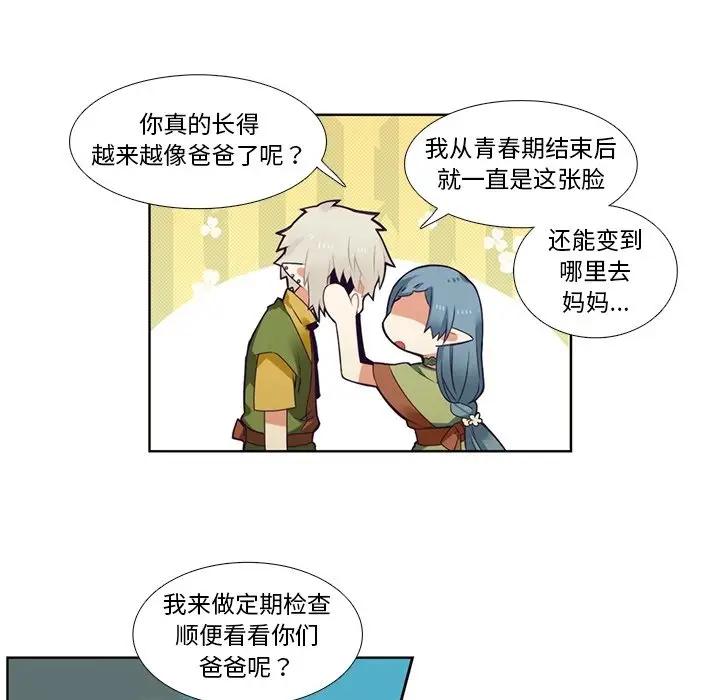 你真的长得
越来越像爸爸了呢？
我从青春期结束后
就一直是这张脸
还能变到
哪里去
妈妈...
我来做定期检查
顺便看看你们
爸爸呢？